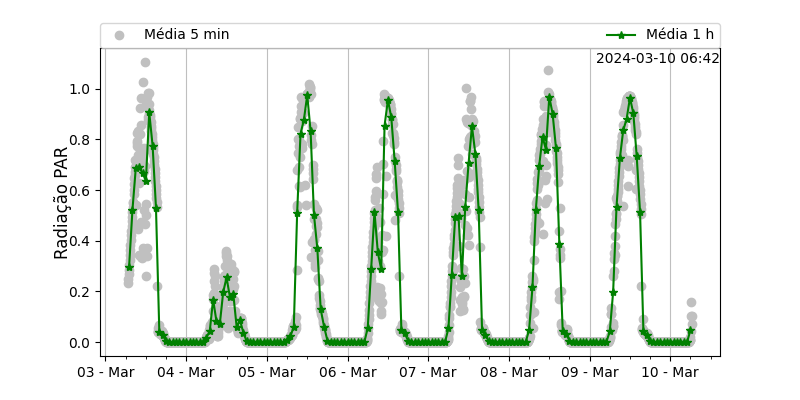 Média 5 min
Média 1 h
2024-03-10 06:42
Radiação PAR
1.0
0.8
0.6
0.4
0.2
0.0
03 - Mar
04 - Mar
05 - Mar
06 - Mar
07 - Mar
08 - Mar
09 - Mar
10 - Mar